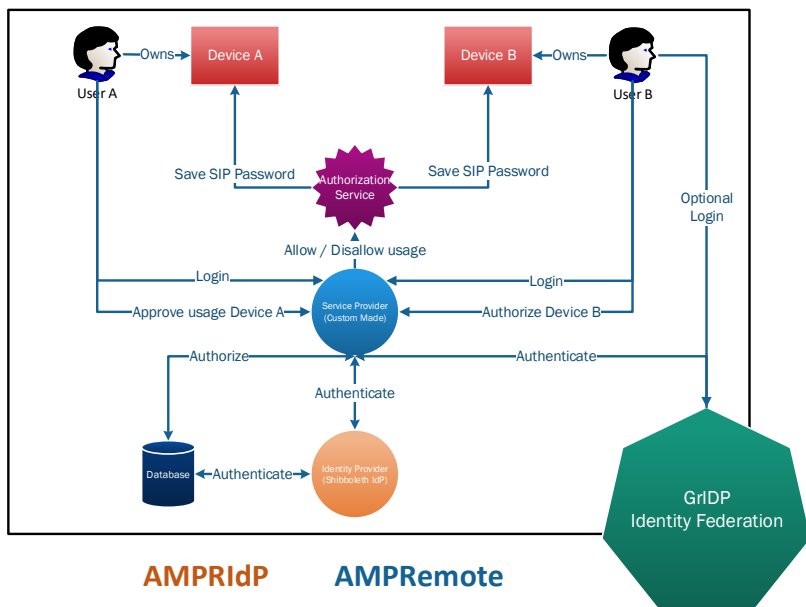 Owns
Device A
Device B
Owns
User A
User B
Save SIP Password
Authorization
Service
Save SIP Password
Optional
Login
Allow / Disallow usage
Login
Login
Approve usage Device A
Service Provider
(Custom Made)
Authorize Device B
Authorize
Authenticate
Authenticate
Database
Authenticate
Identity Provider
(Shibboleth IdP)
GrIDP
Identity Federation
AMPRIdP
AMPRemote